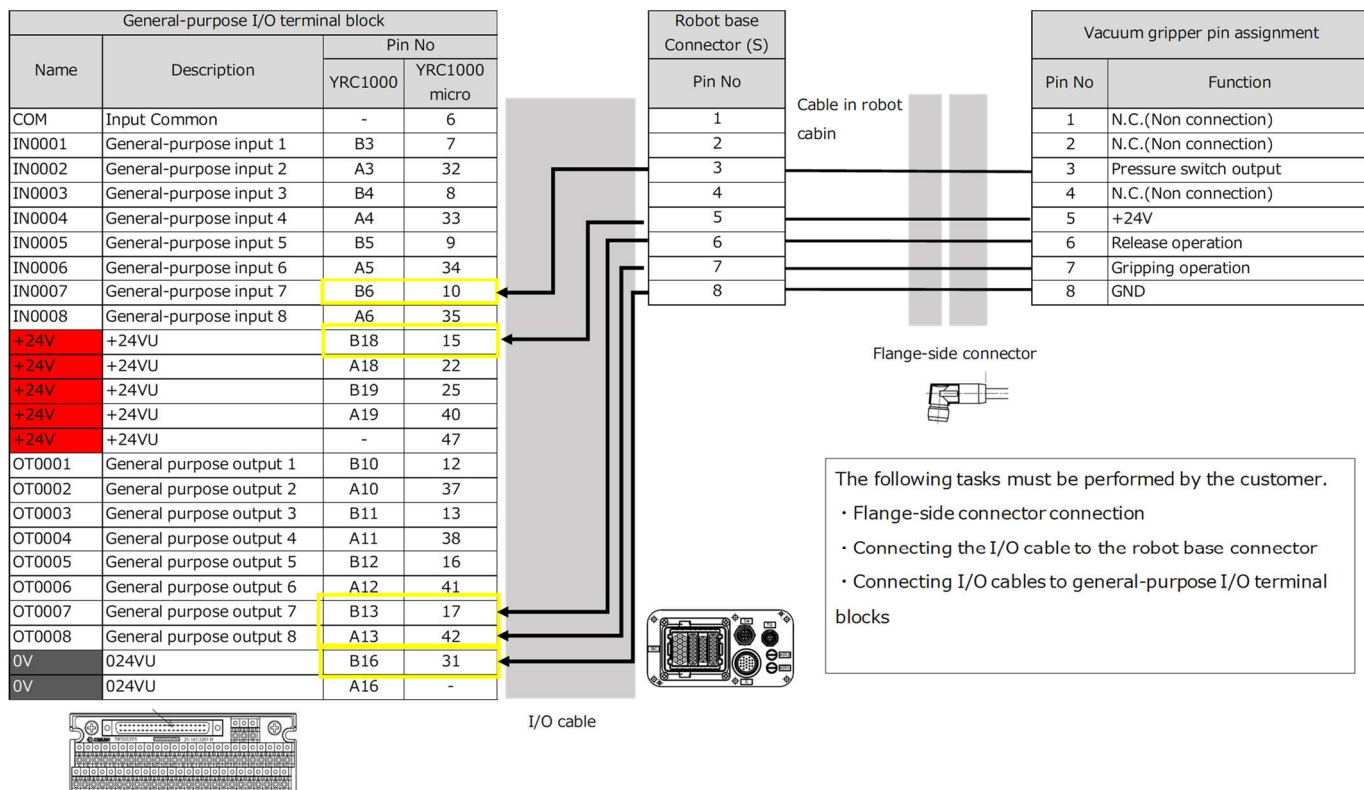 General-purpose I/O terminal block
Name Description Pin No
YRC1000 YRC1000 micro
COM Input Common - 6
IN0001 General-purpose input 1 B3 7
IN0002 General-purpose input 2 A3 32
IN0003 General-purpose input 3 B4 8
IN0004 General-purpose input 4 A4 33
IN0005 General-purpose input 5 B5 9
IN0006 General-purpose input 6 A5 34
IN0007 General-purpose input 7 B6 10
IN0008 General-purpose input 8 A6 35
+24V +24VU B18 15
+24V +24VU A18 22
+24V +24VU B19 25
+24V +24VU A19 40
+24V +24VU - 47
OT0001 General purpose output 1 B10 12
OT0002 General purpose output 2 A10 37
OT0003 General purpose output 3 B11 13
OT0004 General purpose output 4 A11 38
OT0005 General purpose output 5 B12 16
OT0006 General purpose output 6 A12 41
OT0007 General purpose output 7 B13 17
OT0008 General purpose output 8 A13 42
0V 024VU B16 31
0V 024VU A16 -
I/O cable
Robot base
Connector (S)
Pin No
1
2
3
4
5
6
7
8
Cable in robot
cabin
Vacuum gripper pin assignment
Pin No Function
1 N.C.(Non connection)
2 N.C.(Non connection)
3 Pressure switch output
4 N.C.(Non connection)
5 +24V
6 Release operation
7 Gripping operation
8 GND
Flange-side connector
The following tasks must be performed by the customer.
・Flange-side connector connection
・Connecting the I/O cable to the robot base connector
・Connecting I/O cables to general-purpose I/O terminal
blocks